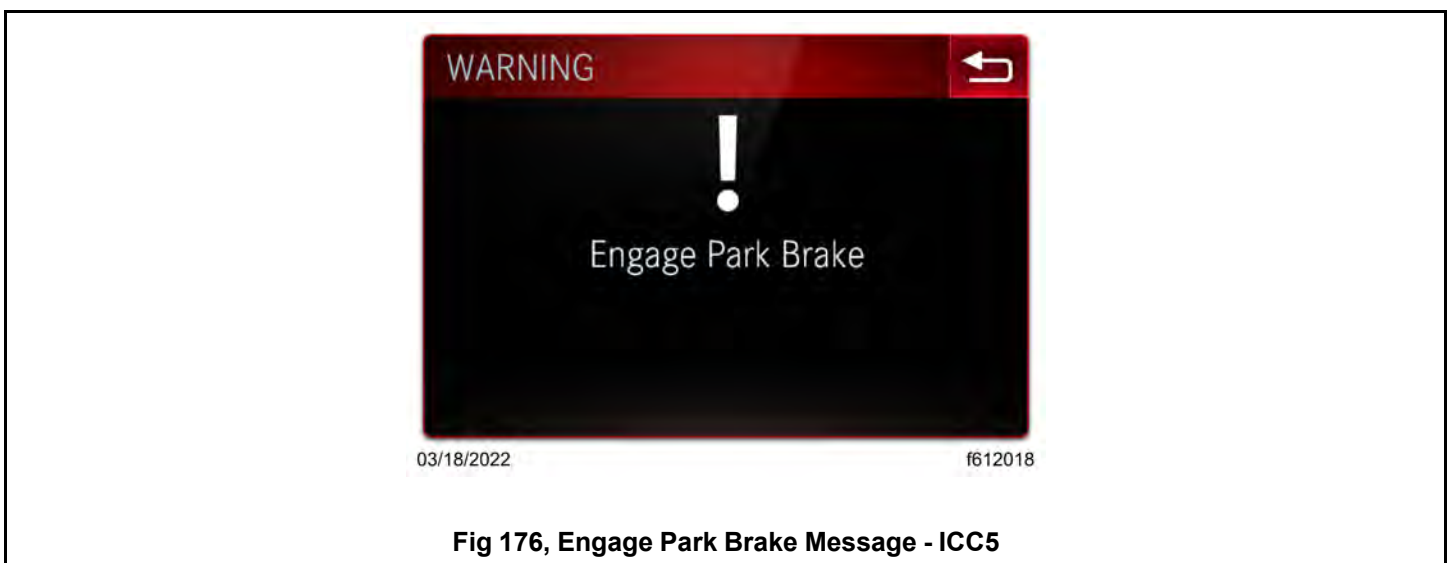 WARNING
Engage Park Brake
03/18/2022 f612018
Fig 176, Engage Park Brake Message - ICC5